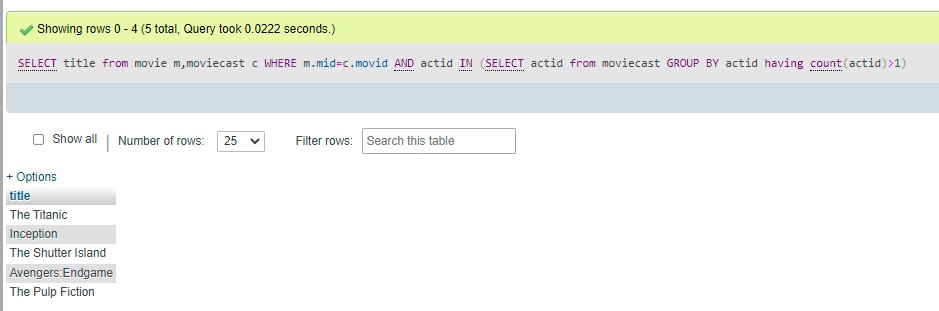 Showing rows 0 - 4 (5 total, Query took 0.0222 seconds.)
SELECT title from movie m,moviecast c WHERE m.mid=c.movid AND actid IN (SELECT actid from moviecast GROUP BY actid having count(actid)>1)
Show all | Number of rows: 25 Filter rows: Search this table
+ Options
title
The Titanic
Inception
The Shutter Island
Avengers:Endgame
The Pulp Fiction